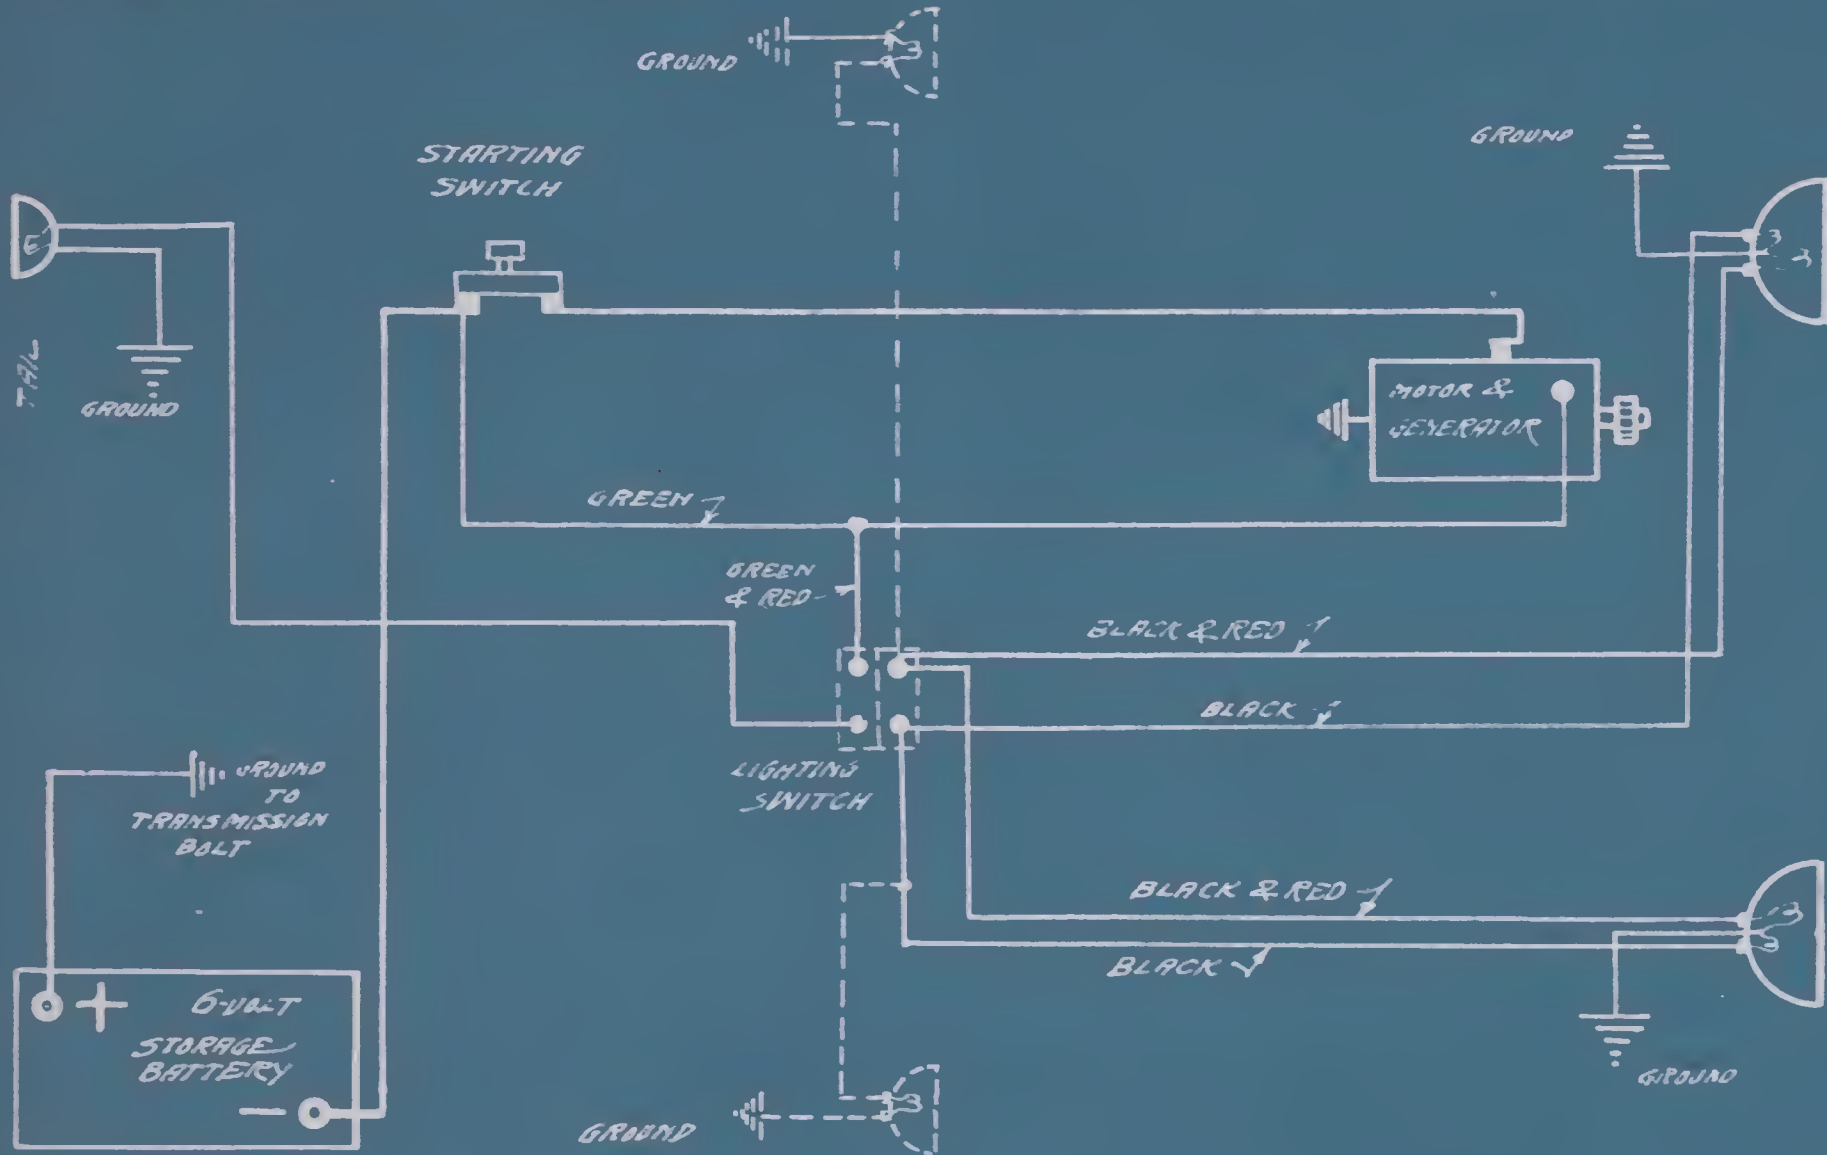 GROUND
STARTING
SWITCH
GROUND
TAIL
GROUND
MOTOR &
GENERATOR
GREEN
GREEN
& RED
BLACK & RED
BLACK
LIGHTING
SWITCH
GROUND
TO
TRANSMISSION
BOLT
BLACK & RED
BLACK
+ 6-VOLT
STORAGE
BATTERY
-
GROUND
GROUND